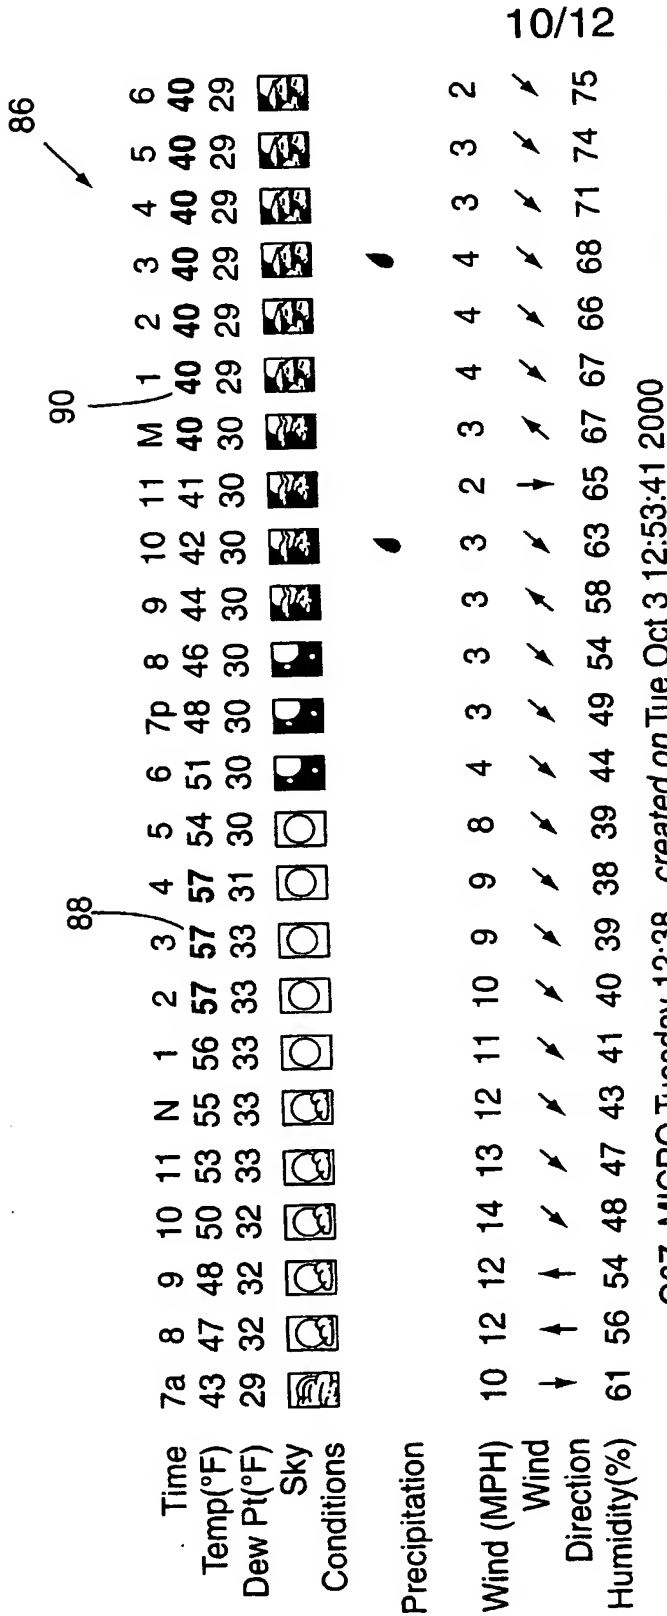 10/12
86
90
88
Time 7a 8 9 10 11 N 1 2 3 4 5 6 7p 8 9 10 11 M 1 2 3 4 5 6
Temp(°F) 43 47 48 50 53 55 56 57 57 57 54 51 48 46 44 42 41 40 40 40 40 40 40 40
Dew Pt(°F) 29 32 32 32 33 33 33 33 33 31 30 30 30 30 30 30 30 30 29 29 29 29 29 29
Sky
Conditions
Precipitation
Wind (MPH) 10 12 12 14 13 12 11 10 9 9 8 4 3 3 3 3 2 3 4 4 4 3 3 2
Wind
Direction
Humidity(%) 61 56 54 48 47 43 41 40 39 38 39 44 49 54 58 63 65 67 67 66 68 71 74 75
MICRO Tuesday 12:38 created on Tue Oct 3 12:53:41 2000